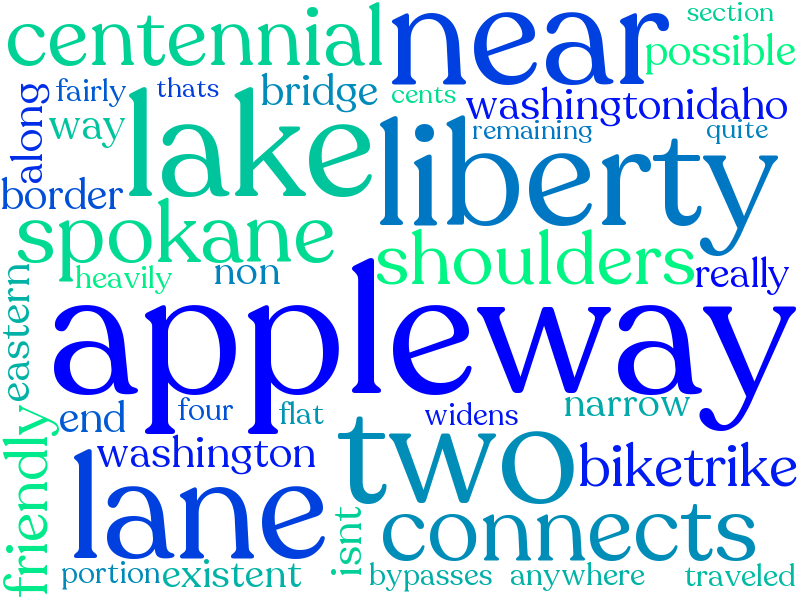 section
centennial
near
possible
fairly
thats
bridge
cents
washingtonidaho
along
way
lake
remaining
quite
liberty
border
spokane
shoulders
heavily
non
really
eastern
appleway
end
four
flat
widens
narrow
friendly
washington
two
biketrike
lane
connects
isnt
portion
existent
bypasses
anywhere
traveled